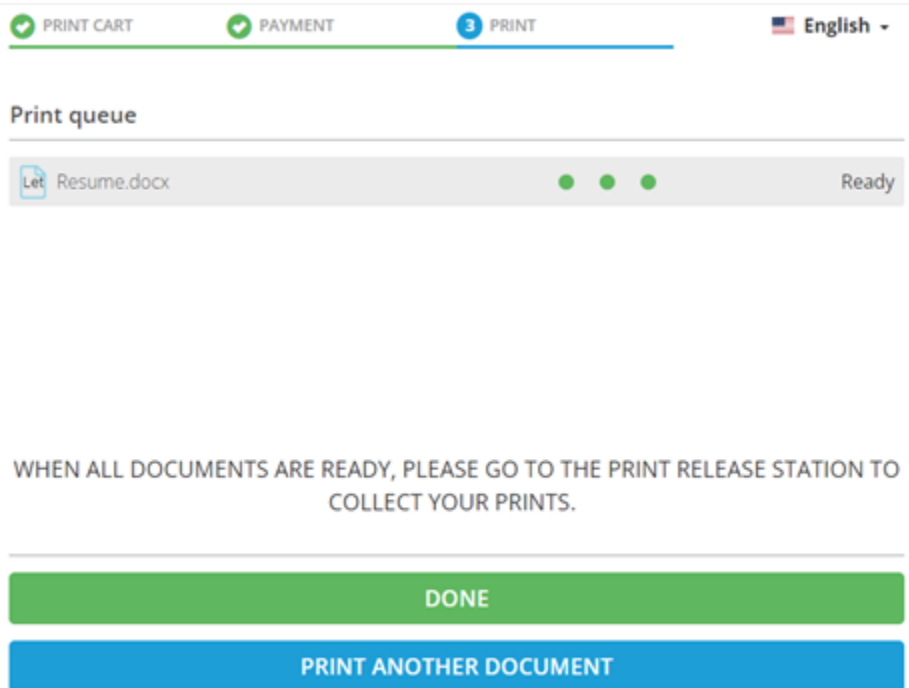 PRINT CART PAYMENT 3 PRINT English
Print queue
Let Resume.docx Ready
WHEN ALL DOCUMENTS ARE READY, PLEASE GO TO THE PRINT RELEASE STATION TO
COLLECT YOUR PRINTS.
DONE
PRINT ANOTHER DOCUMENT